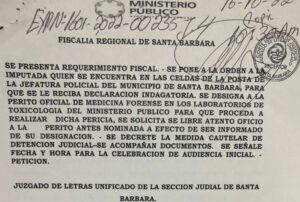 MINISTERIO
PUBLICO
FISCALIA REGIONAL DE SANTA BARBARA
SE PRESENTA REQUERIMIENTO FISCAL. - SE PONE A LA ORDEN A LA
IMPUTADA QUIEN SE ENCUENTRA EN LAS CELDAS DE LA POSTA DE
LA JEFATURA POLICIAL DEL MUNICIPIO DE SANTA BARBARA, PARA
QUE SE LE RECIBA DECLARACION INDAGATORIA. SE DESIGNA A LA
PERITO OFICIAL DE MEDICINA FORENSE EN LOS LABORATORIOS DE
TOXICOLOGIA DEL MINISTERIO PUBLICO PARA QUE PROCEDA A
REALIZAR DICHA PERICIA, SE SOLICITA SE LIBRE ATENTO OFICIO
A LA PERITO ANTES NOMINADA A EFECTO DE SER INFORMADO
DE SU DESIGNACION. - SE DECRETE LA MEDIDA CAUTELAR DE
DETENCION JUDICIAL-SE ACOMPAÑAN DOCUMENTOS. SE SEÑALE
FECHA Y HORA PARA LA CELEBRACION DE AUDIENCIA INICIAL. -
PETICION.
JUZGADO DE LETRAS UNIFICADO DE LA SECCION JUDICIAL DE SANTA
BARBARA.